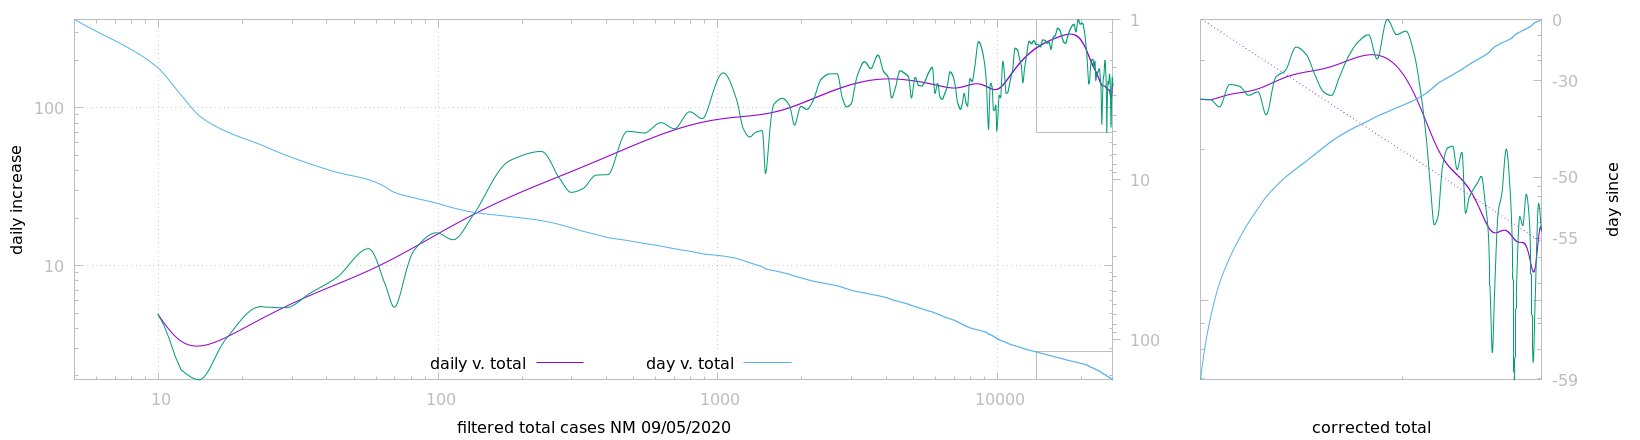 daily increase
100
10
daily v. total
day v. total
10
100
1000
10000
filtered total cases NM 09/05/2020
1
10
100
0
-30
-50
-55
-59
day since
corrected total